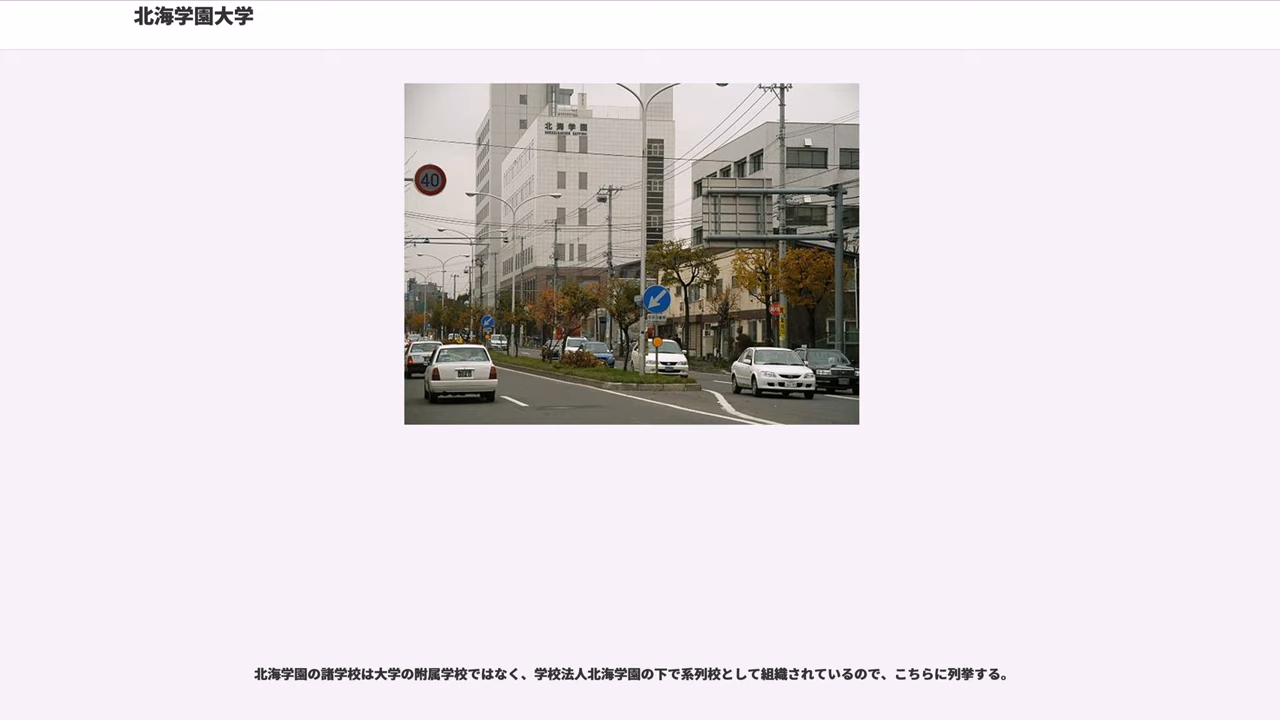 北海学園大学
北海学園
40
北海学園の諸学校は大学の附属学校ではなく、学校法人北海学園の下で系列校として組織されているので、こちらに列挙する。